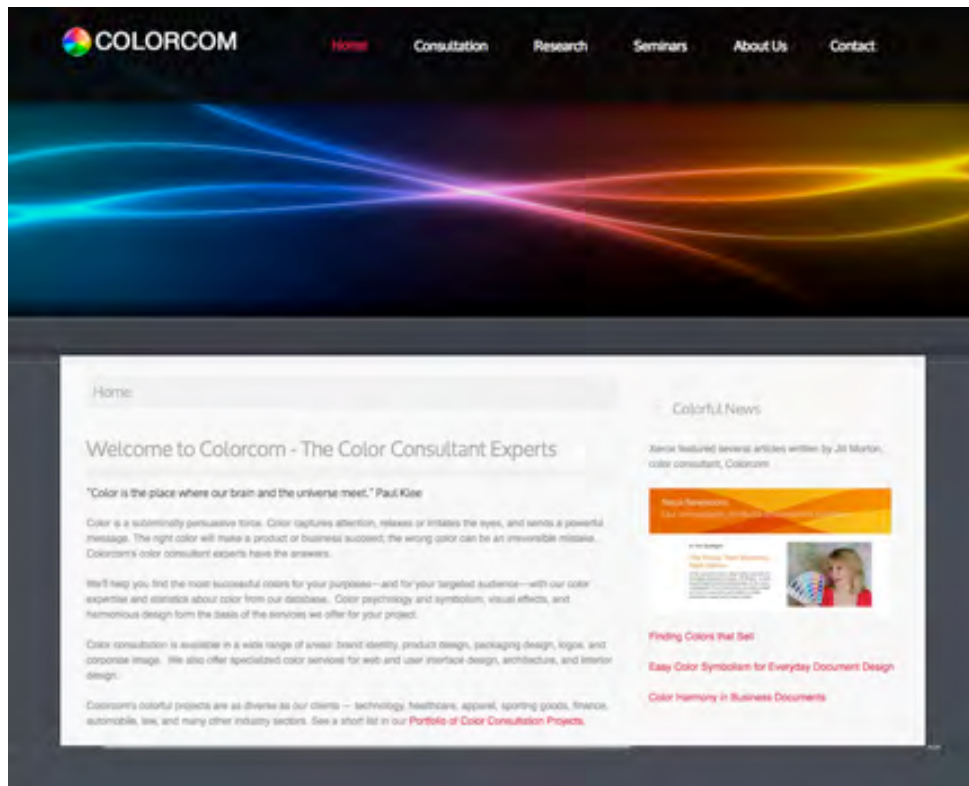 COLORCOM
Home
Consultation
Research
Seminars
About Us
Contact
Home
Welcome to Colorcom - The Color Consultant Experts
"Color is the place where our brain and the universe meet." Paul Klee
Color is a subliminally persuasive force. Color captures attention, relaxes or irritates the eyes, and sends a powerful
message. The right color will make a product or business succeed; the wrong color can be an irreversible mistake.
Colorcom's color consultant experts have the answers.
We'll help you find the most successful colors for your purposes—and for your targeted audience—with our color
expertise and statistics about color from our database. Color psychology and symbolism, visual effects, and
harmonious design form the basis of the services we offer for your project.
Color consultation is available in a wide range of areas: brand identity, product design, packaging design, logos, and
corporate image. We also offer specialized color services for web and user interface design, architecture, and interior
design.
Colorcom's colorful projects are as diverse as our clients — technology, healthcare, apparel, sporting goods, finance,
automobile, law, and many other industry sectors. See a short list in our Portfolio of Color Consultation Projects.
Colorful News
Xerox featured several articles written by Jill Morton,
color consultant, Colorcom
Xerox Newsroom
Finding Colors that Sell
Easy Color Symbolism for Everyday Document Design
Color Harmony in Business Documents